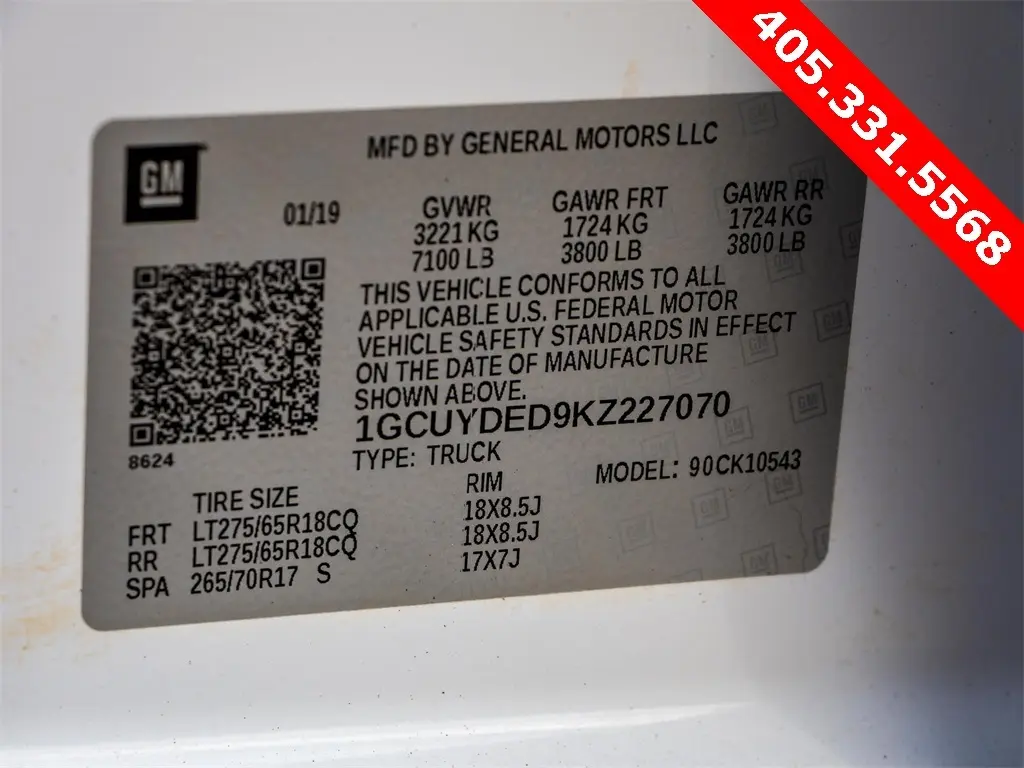 405.331.5568
GM
MFD BY GENERAL MOTORS LLC
01/19 GVWR GAWR FRT GAWR RR
3221 KG 1724 KG 1724 KG
7100 LB 3800 LB 3800 LB
THIS VEHICLE CONFORMS TO ALL
APPLICABLE U.S. FEDERAL MOTOR
VEHICLE SAFETY STANDARDS IN EFFECT
ON THE DATE OF MANUFACTURE
SHOWN ABOVE.
1GCUYDED9KZ227070
8624
TYPE: TRUCK
MODEL: 90CK10543
TIRE SIZE RIM
FRT LT275/65R18CQ 18X8.5J
RR LT275/65R18CQ 18X8.5J
SPA 265/70R17 S 17X7J